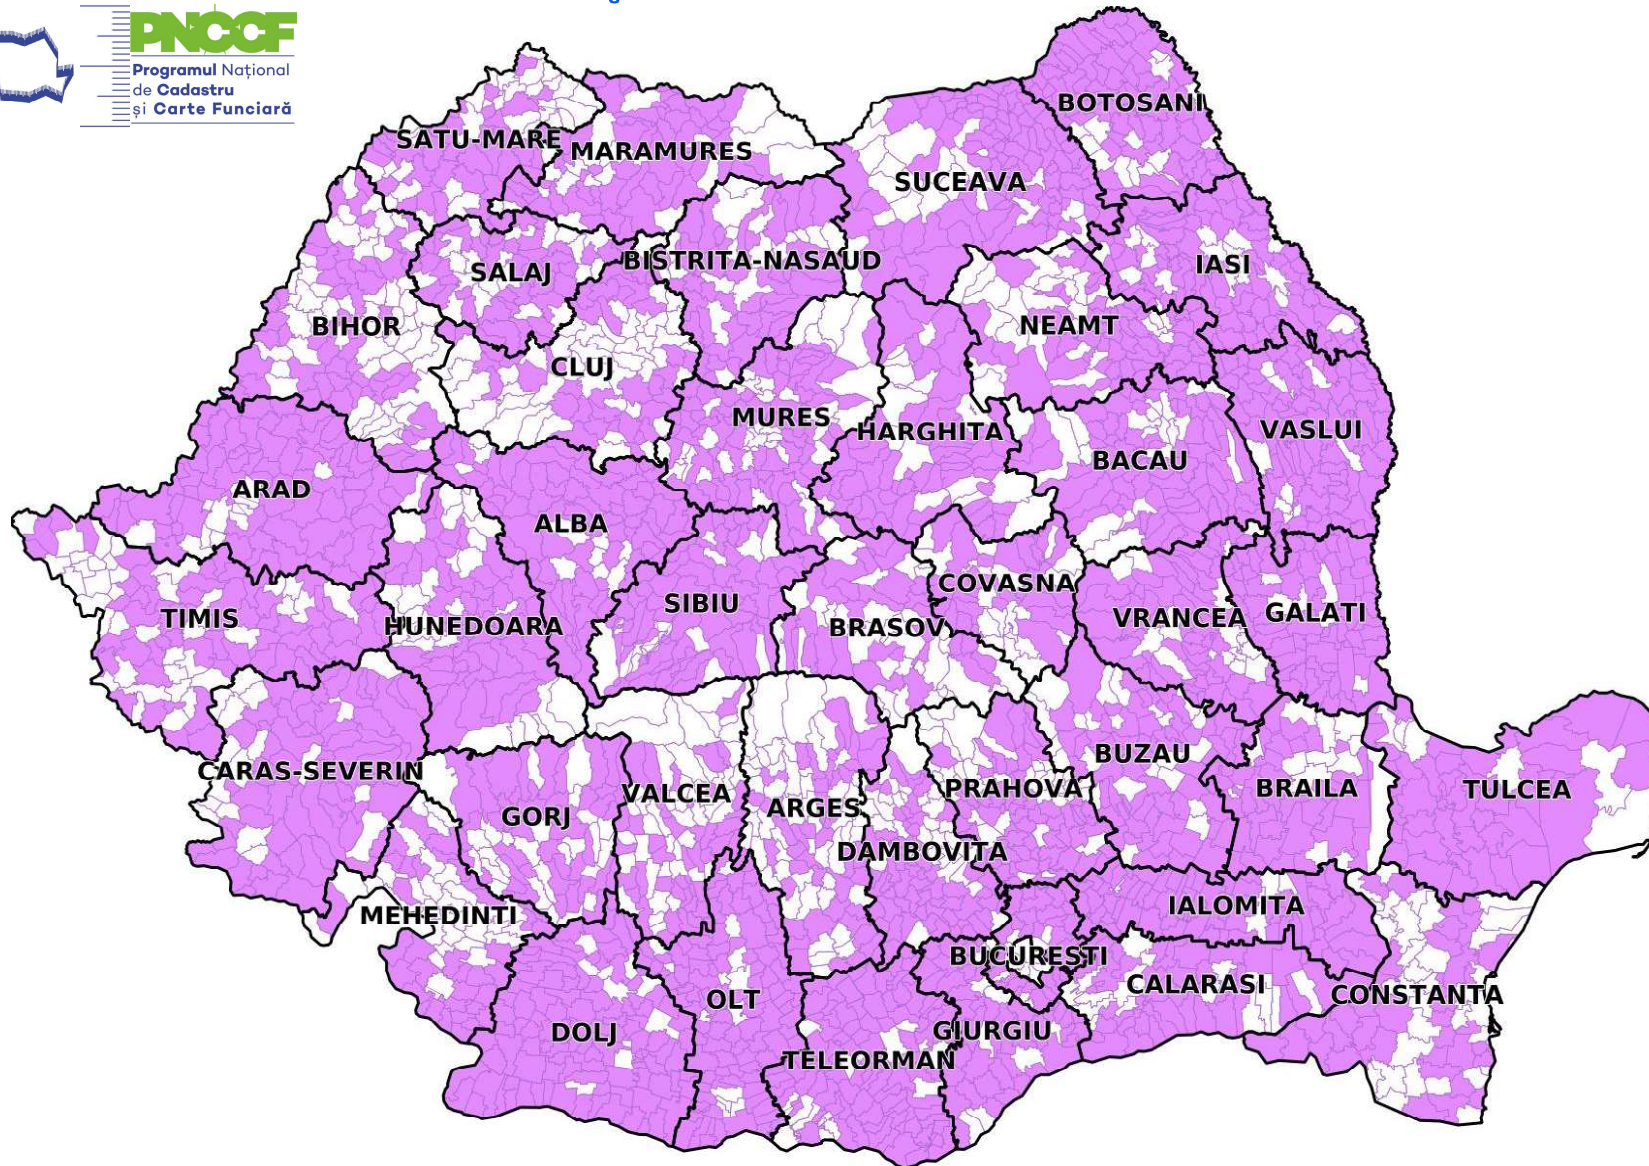 PNCCF
Programul Național
de Cadastru
și Carte Funciară
BOTOSANI
SATU-MARE
MARAMURES
SUCEAVA
SALAJ
BISTRITA-NASAUD
IASI
BIHOR
NEAMT
CLUJ
MURES
HARGHITA
VASLUI
BACAU
ARAD
ALBA
COVASNA
SIBIU
TIMIS
HUNEDOARA
BRASOV
VRANCEA
GALATI
BUZAU
CARAS-SEVERIN
VALCEA
PRAHOVA
BRAILA
TULCEA
GORJ
ARGES
DAMBOVITA
MEHEDINTI
IALOMITA
BUCURESTI
CALARASI
CONSTANTA
OLT
DOLJ
GIURGIU
TELEORMAN